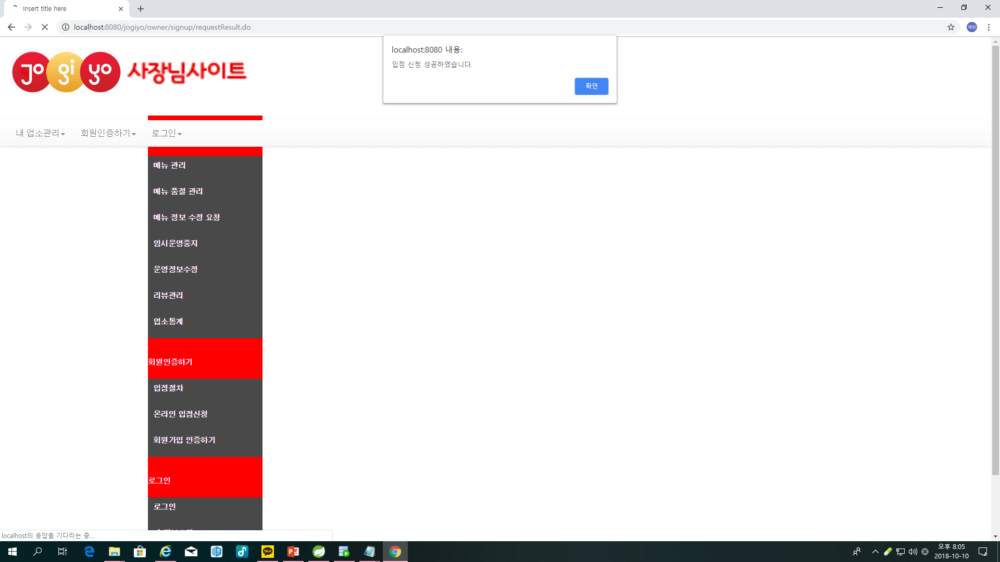 Insert title here
localhost:8080/jogiyo/owner/signup/requestResult.do
혜원
jo gi yo 사장님사이트
localhost:8080 내용:
입점 신청 성공하였습니다.
확인
내 업소관리
회원인증하기
로그인
메뉴 관리
메뉴 품절 관리
메뉴 정보 수정 요청
임시운영중지
운영정보수정
리뷰관리
업소통계
회원인증하기
입점절차
온라인 입점신청
회원가입 인증하기
로그인
로그인
localhost의 응답을 기다리는 중...
TALK
오후 8:05
2018-10-10